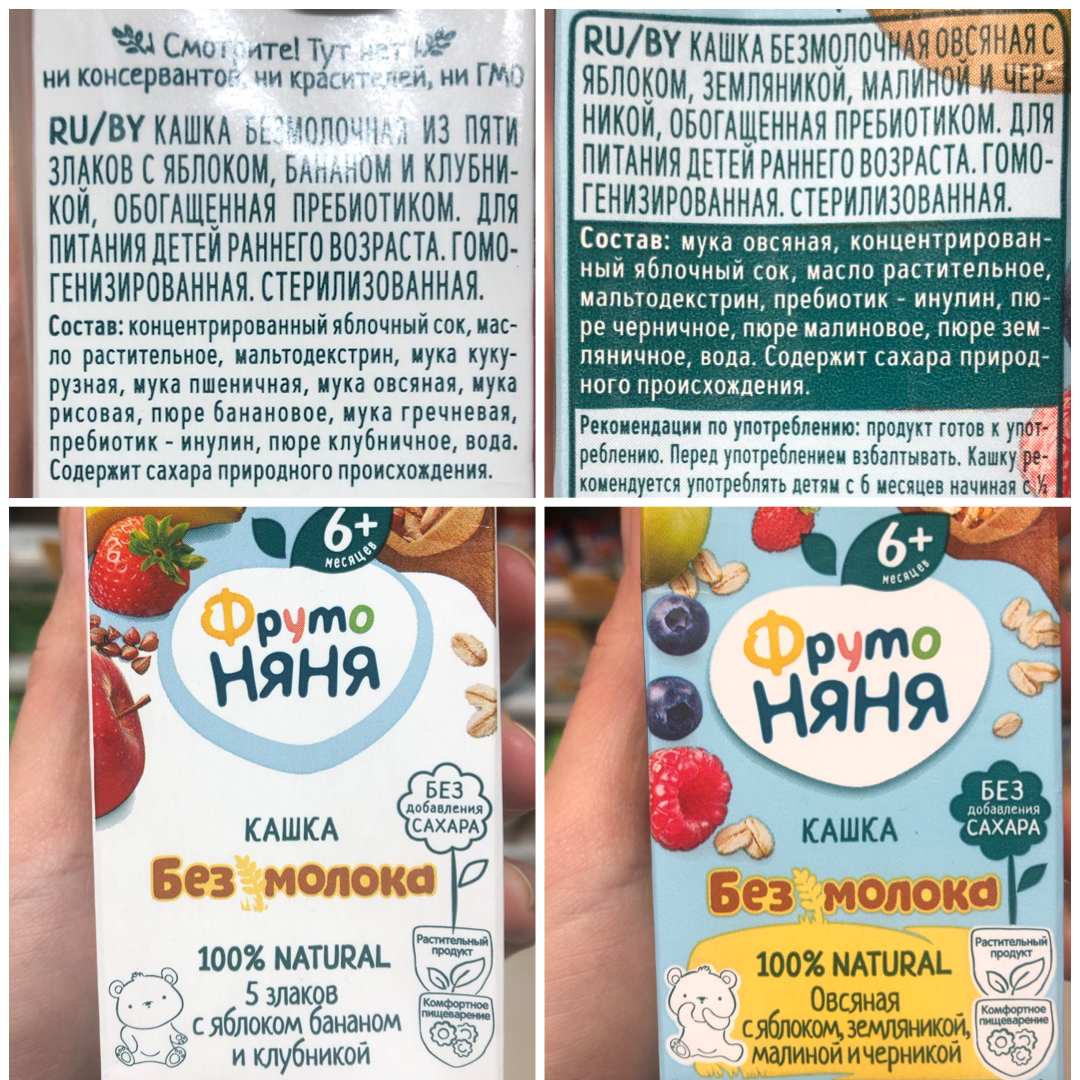 Смотрите! Тут нет
ни консервантов, ни красителей, ни ГМО
RU/BY КАШКА БЕЗМОЛОЧНАЯ ИЗ ПЯТИ
ЗЛАКОВ С ЯБЛОКОМ, БАНАНОМ И КЛУБНИ-
КОЙ, ОБОГАЩЕННАЯ ПРЕБИОТИКОМ. ДЛЯ
ПИТАНИЯ ДЕТЕЙ РАННЕГО ВОЗРАСТА. ГОМО-
ГЕНИЗИРОВАННАЯ. СТЕРИЛИЗОВАННАЯ.
Состав: концентрированный яблочный сок, мас-
ло растительное, мальтодекстрин, мука куку-
рузная, мука пшеничная, мука овсяная, мука
рисовая, пюре банановое, мука гречневая,
пребиотик - инулин, пюре клубничное, вода.
Содержит сахара природного происхождения.
RU/BY КАШКА БЕЗМОЛОЧНАЯ ОВСЯНАЯ С
ЯБЛОКОМ, ЗЕМЛЯНИКОЙ, МАЛИНОЙ И ЧЕР-
НИКОЙ, ОБОГАЩЕННАЯ ПРЕБИОТИКОМ. ДЛЯ
ПИТАНИЯ ДЕТЕЙ РАННЕГО ВОЗРАСТА. ГОМО-
ГЕНИЗИРОВАННАЯ. СТЕРИЛИЗОВАННАЯ.
Состав: мука овсяная, концентрирован-
ный яблочный сок, масло растительное,
мальтодекстрин, пребиотик - инулин, пю-
ре черничное, пюре малиновое, пюре зем-
ляничное, вода. Содержит сахара природ-
ного происхождения.
Рекомендации по употреблению: продукт готов к упот-
реблению. Перед употреблением взбалтывать. Кашку ре-
комендуется употреблять детям с 6 месяцев начиная с ½
6+
месяцев
Фруто
НЯНЯ
БЕЗ
добавления
САХАРА
КАШКА
Без молока
Растительный
продукт
100% NATURAL
5 злаков
с яблоком бананом
и клубникой
Комфортное
пищеварение
6+
месяцев
Фруто
НЯНЯ
БЕЗ
добавления
САХАРА
КАШКА
Без молока
Растительный
продукт
100% NATURAL
Овсяная
с яблоком, земляникой,
малиной и черникой
Комфортное
пищеварение